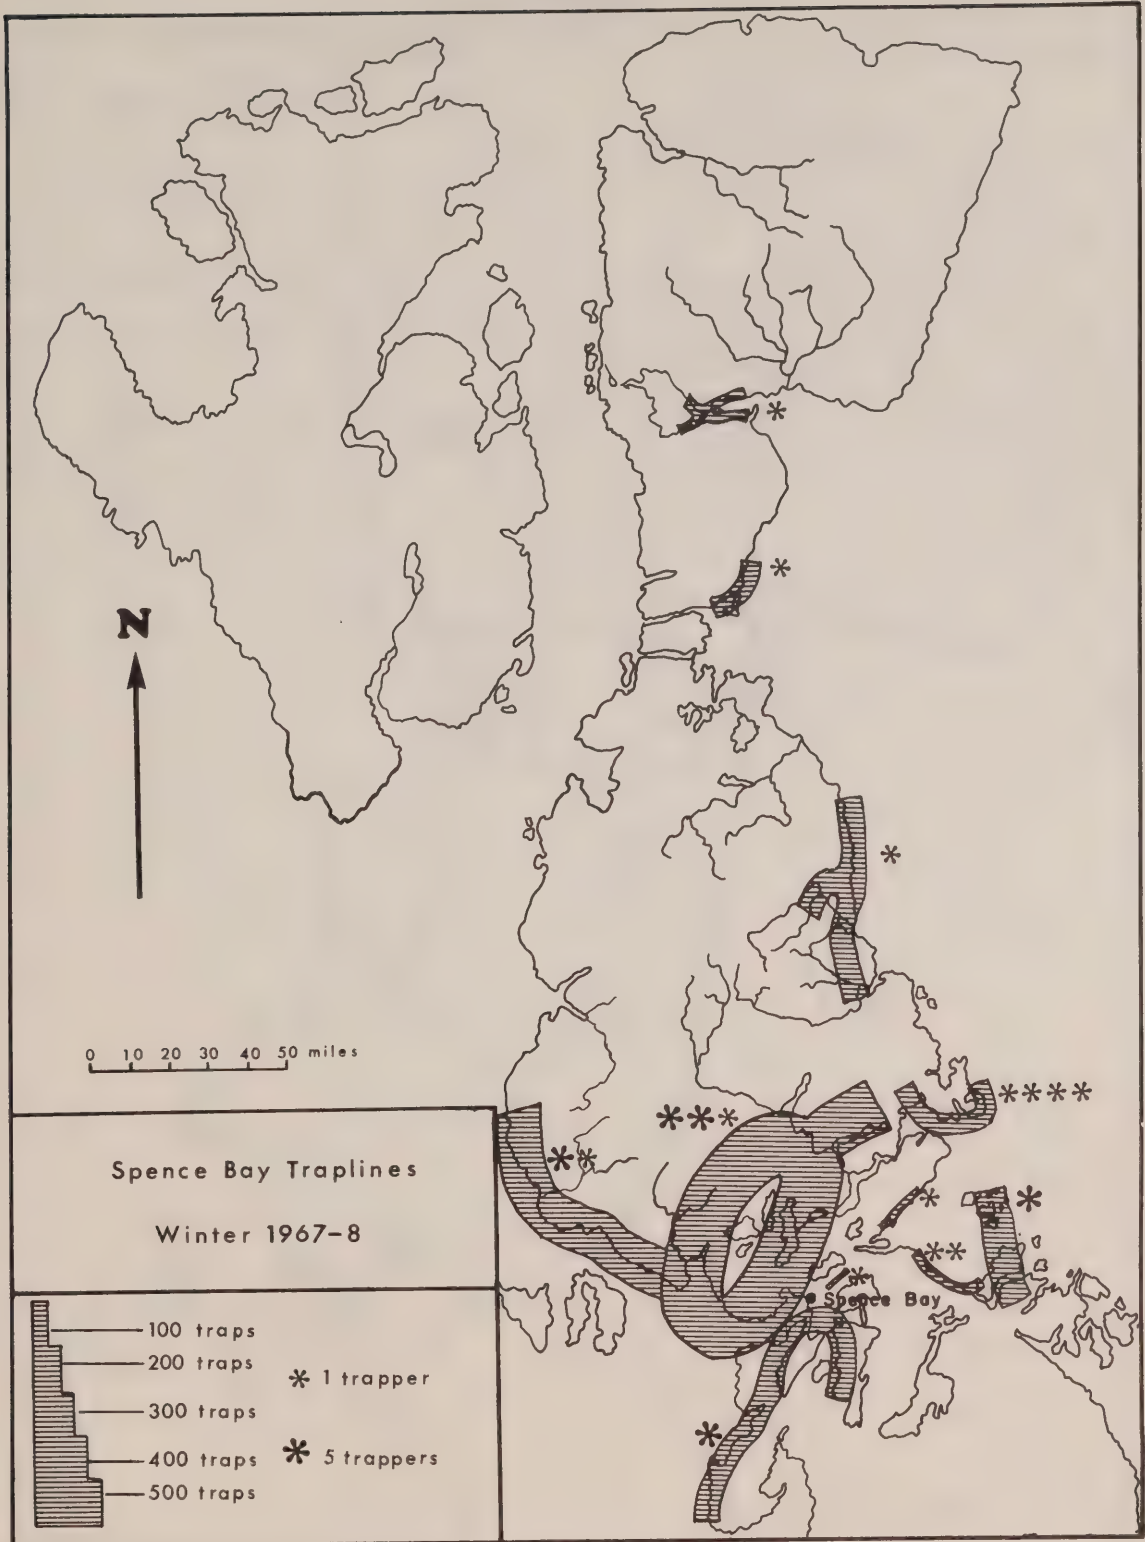 N
0 10 20 30 40 50 miles
Spence Bay Traplines
Winter 1967-8
Spence Bay
100 traps
200 traps
300 traps
400 traps
500 traps
* 1 trapper
* 5 trappers